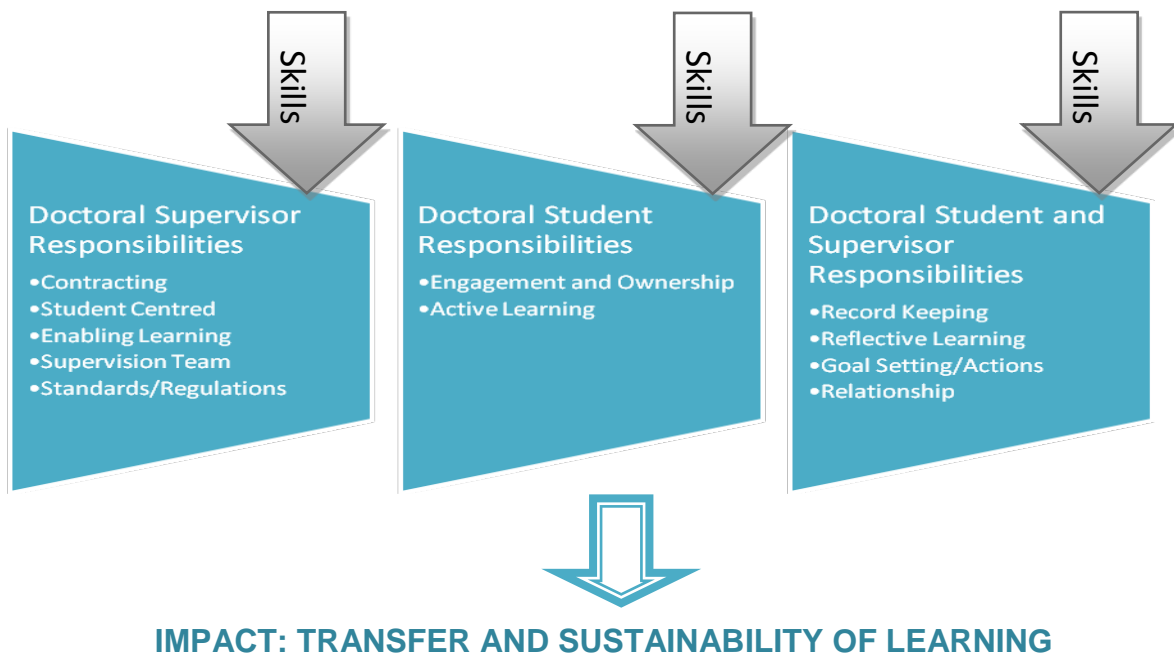 Skills
Skills
Skills
Doctoral Supervisor
Responsibilities
•Contracting
•Student Centred
•Enabling Learning
•Supervision Team
•Standards/Regulations
Doctoral Student
Responsibilities
•Engagement and Ownership
•Active Learning
Doctoral Student and
Supervisor
Responsibilities
•Record Keeping
•Reflective Learning
•Goal Setting/Actions
•Relationship
IMPACT: TRANSFER AND SUSTAINABILITY OF LEARNING